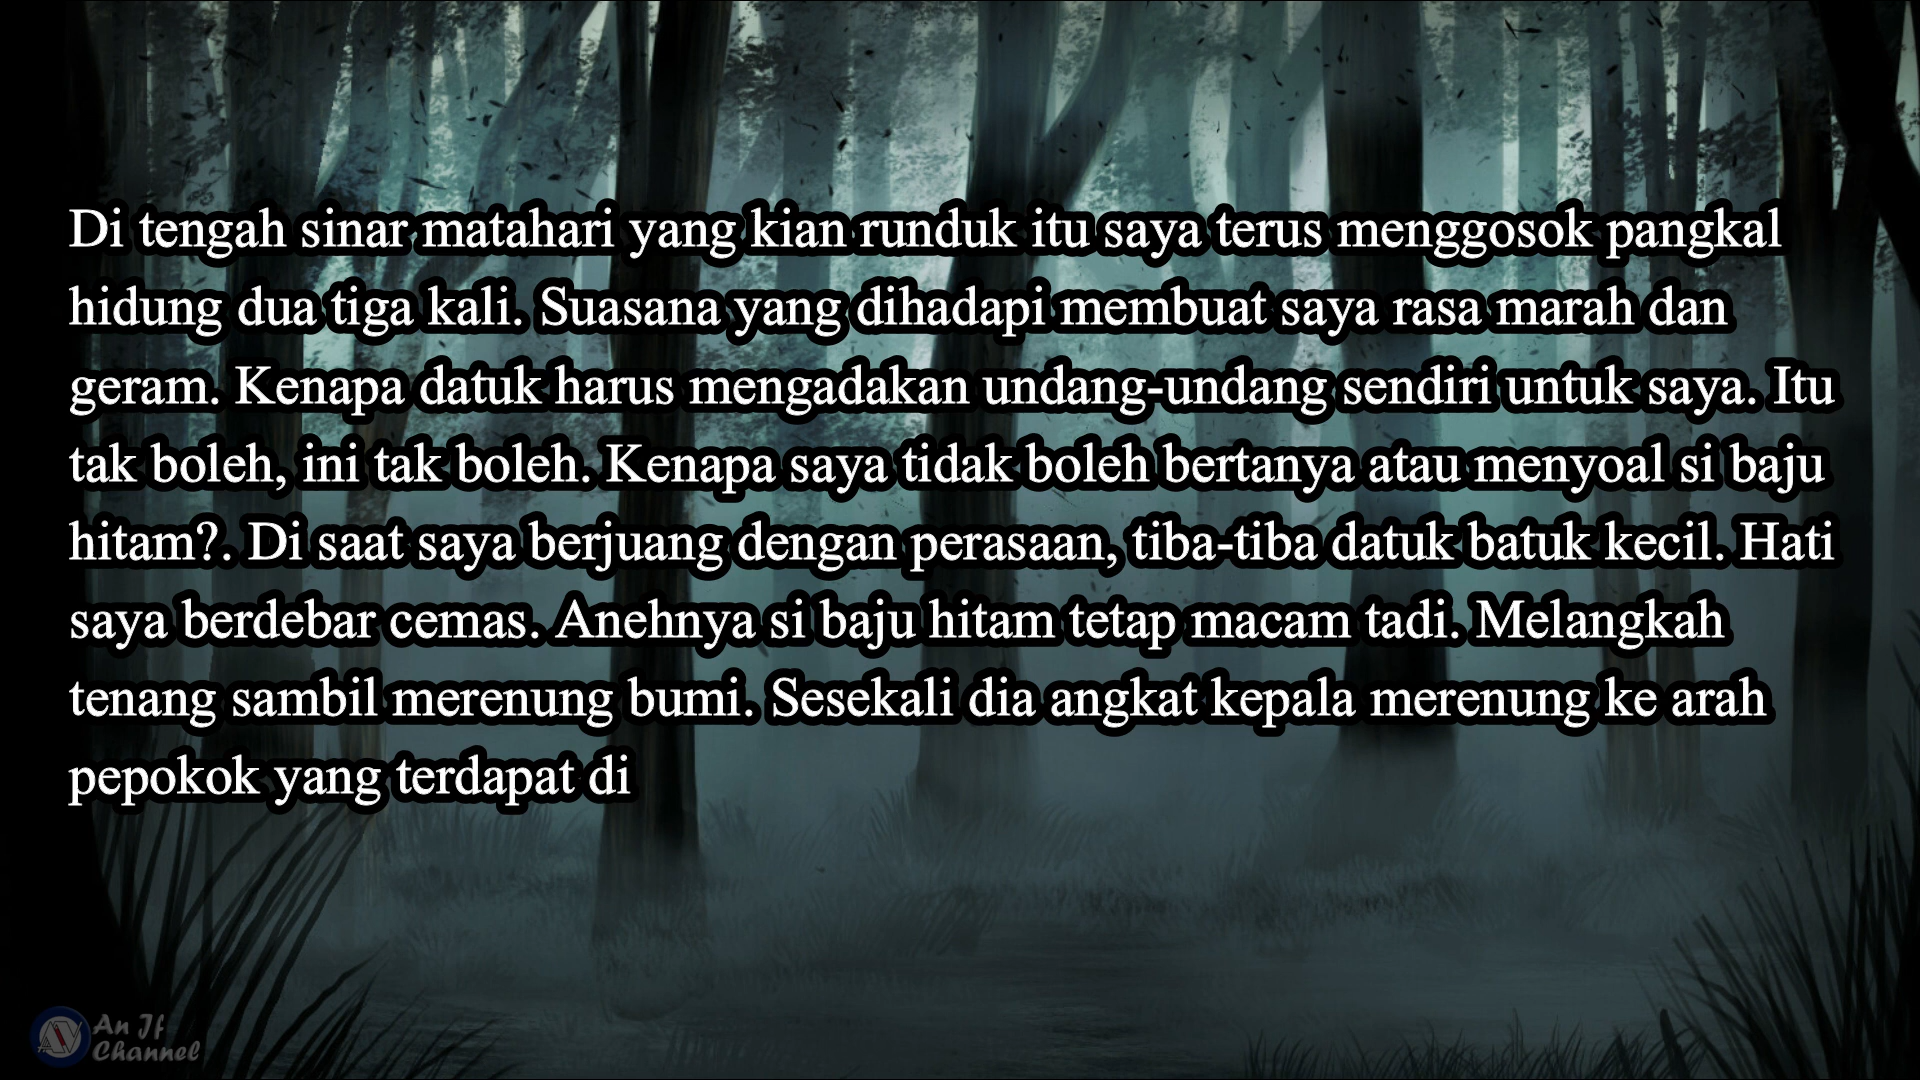 Di tengah sinar matahari yang kian runduk itu saya terus menggosok pangkal
hidung dua tiga kali. Suasana yang dihadapi membuat saya rasa marah dan
geram. Kenapa datuk harus mengadakan undang-undang sendiri untuk saya. Itu
tak boleh, ini tak boleh. Kenapa saya tidak boleh bertanya atau menyoal si baju
hitam?. Di saat saya berjuang dengan perasaan, tiba-tiba datuk batuk kecil. Hati
saya berdebar cemas. Anehnya si baju hitam tetap macam tadi. Melangkah
tenang sambil merenung bumi. Sesekali dia angkat kepala merenung ke arah
pepokok yang terdapat di
An If
Channel